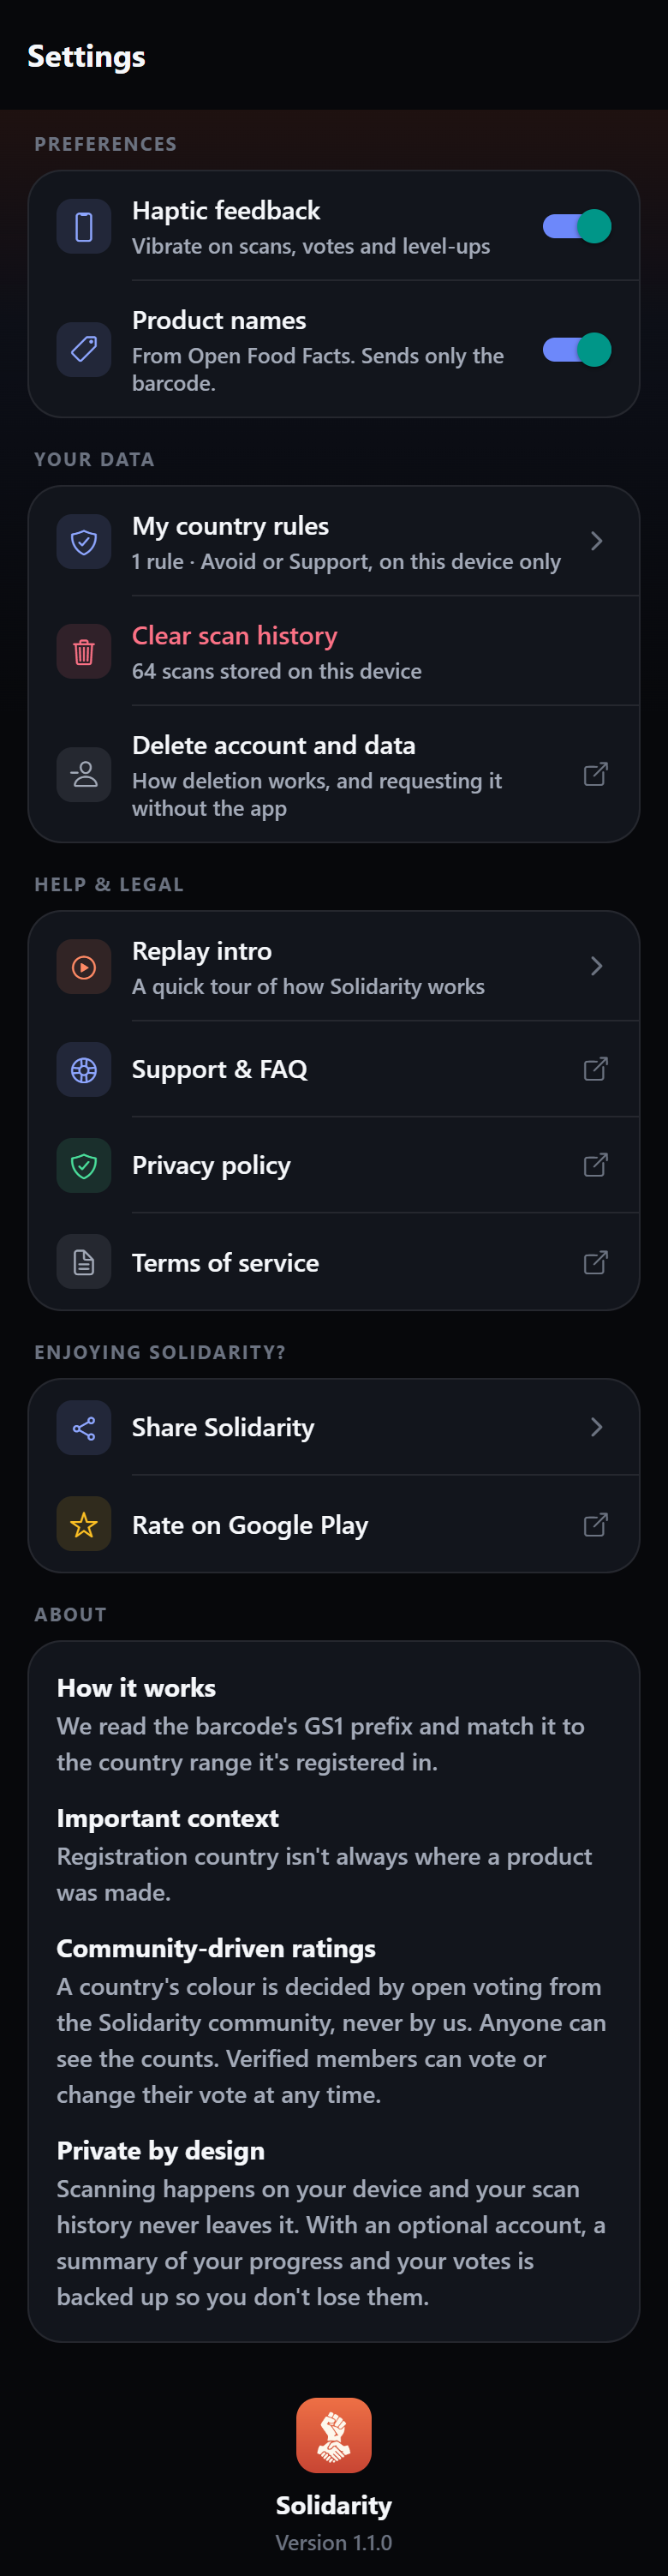 Settings
PREFERENCES
Haptic feedback
Vibrate on scans, votes and level-ups
Product names
From Open Food Facts. Sends only the
barcode.
YOUR DATA
My country rules
1 rule · Avoid or Support, on this device only
Clear scan history
64 scans stored on this device
Delete account and data
How deletion works, and requesting it
without the app
HELP & LEGAL
Replay intro
A quick tour of how Solidarity works
Support & FAQ
Privacy policy
Terms of service
ENJOYING SOLIDARITY?
Share Solidarity
Rate on Google Play
ABOUT
How it works
We read the barcode's GS1 prefix and match it to
the country range it's registered in.
Important context
Registration country isn't always where a product
was made.
Community-driven ratings
A country's colour is decided by open voting from
the Solidarity community, never by us. Anyone can
see the counts. Verified members can vote or
change their vote at any time.
Private by design
Scanning happens on your device and your scan
history never leaves it. With an optional account, a
summary of your progress and your votes is
backed up so you don't lose them.
Solidarity
Version 1.1.0